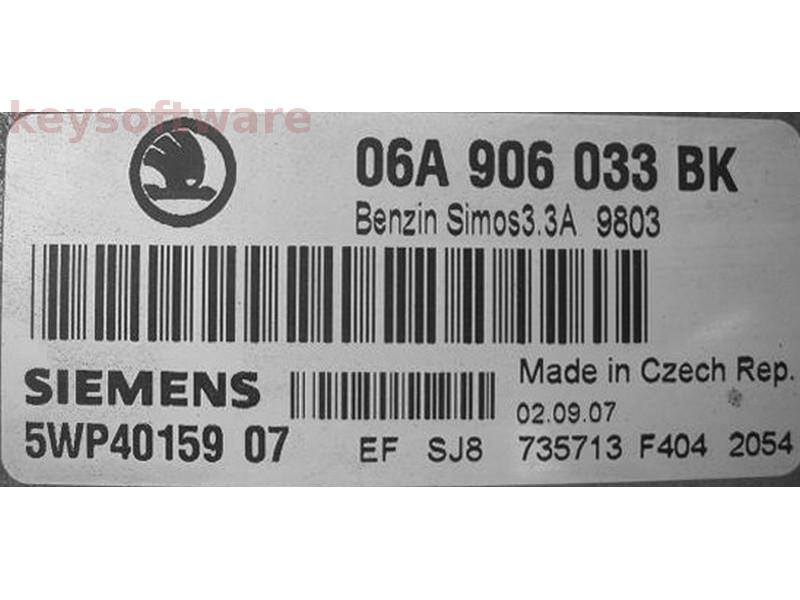 keysoftware
06A 906 033 BK
Benzin Simos3.3A 9803
SIEMENS
Made in Czech Rep.
02.09.07
5WP40159 07 EF SJ8 735713 F404 2054